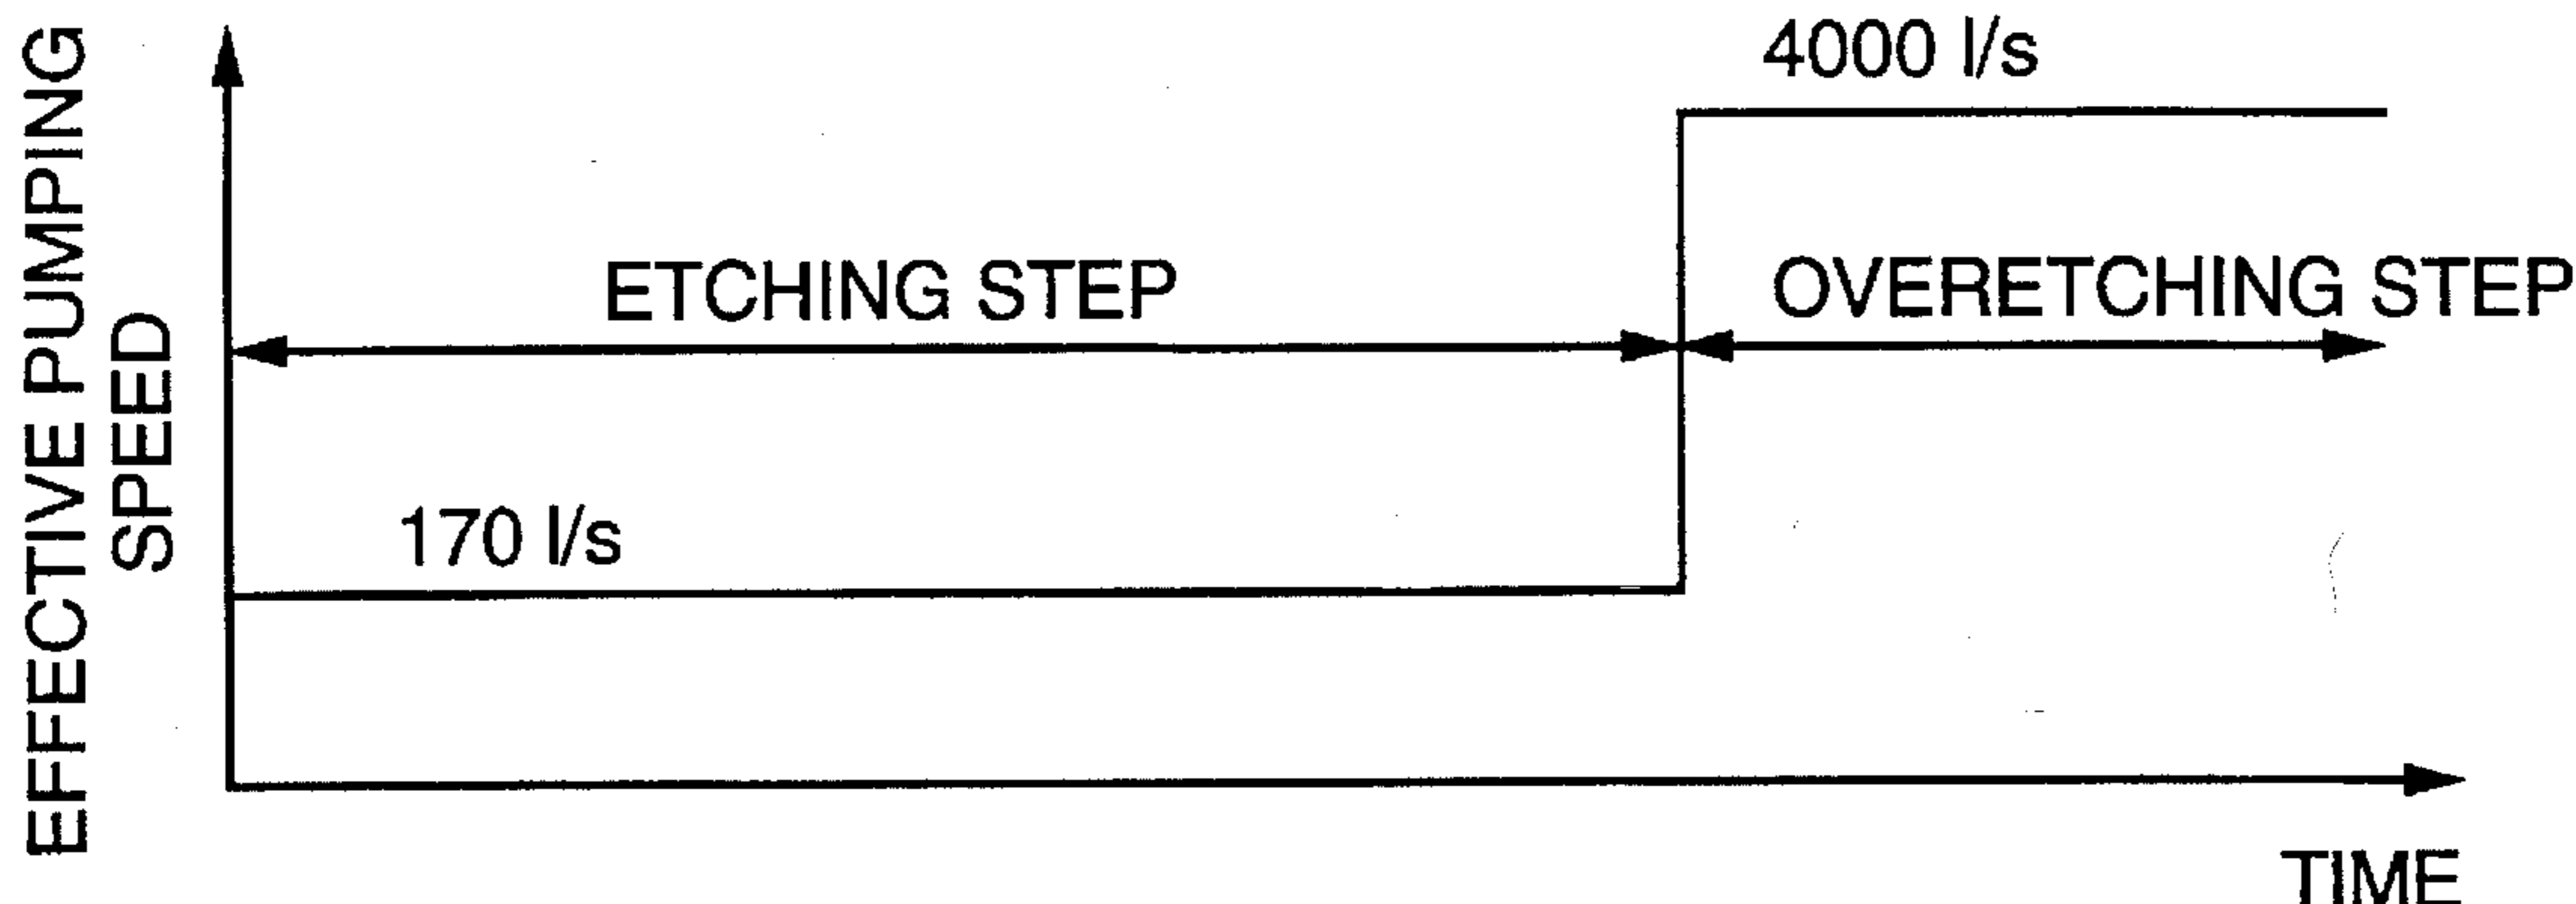 EFFECTIVE PUMPING
SPEED
4000 l/s
ETCHING STEP
OVERETCHING STEP
170 l/s
TIME